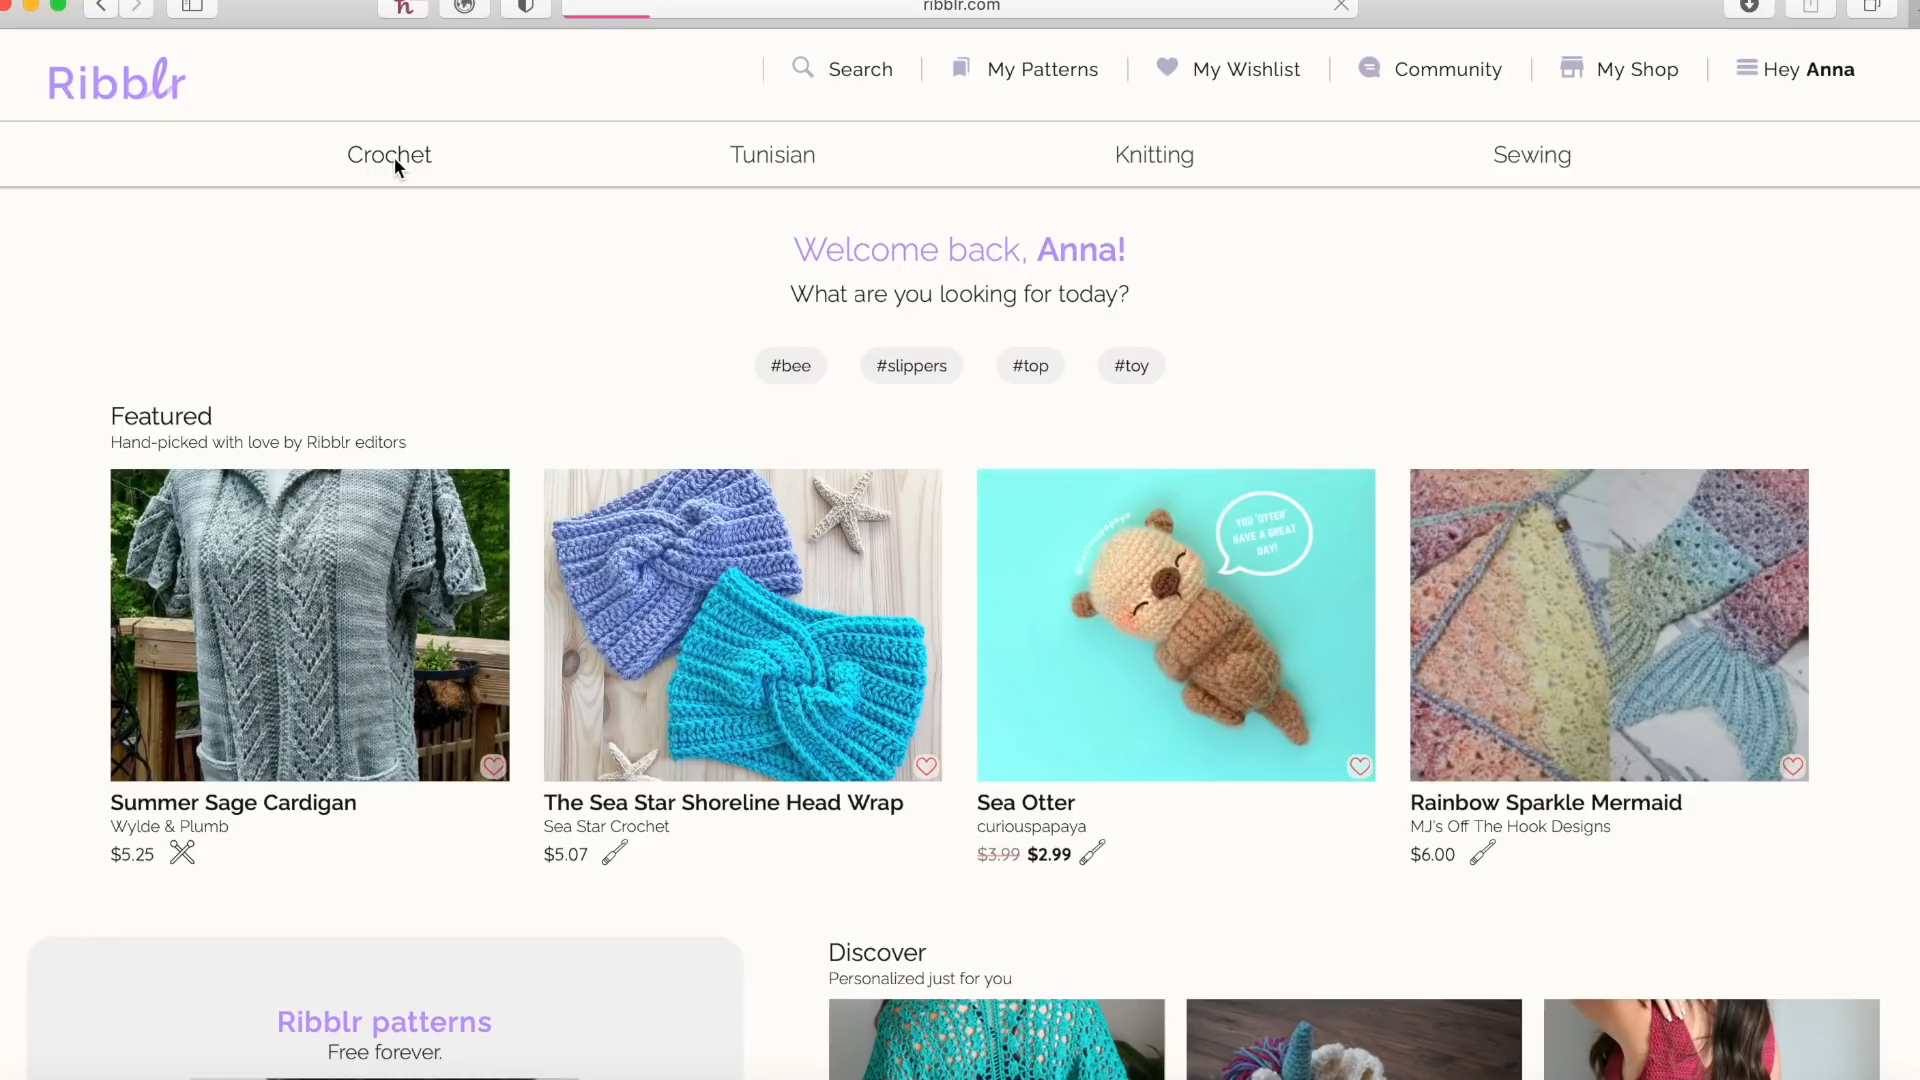 ribblr.com
Ribblr
Search
My Patterns
My Wishlist
Community
My Shop
Hey Anna
Crochet
Tunisian
Knitting
Sewing
Welcome back, Anna!
What are you looking for today?
#bee
#slippers
#top
#toy
Featured
Hand-picked with love by Ribblr editors
@curiouspapaya
YOU 'OTTER'
HAVE A GREAT
DAY!
Summer Sage Cardigan
Wylde & Plumb
$5.25
The Sea Star Shoreline Head Wrap
Sea Star Crochet
$5.07
Sea Otter
curiouspapaya
$3.99 $2.99
Rainbow Sparkle Mermaid
MJ's Off The Hook Designs
$6.00
Ribblr patterns
Free forever.
Discover
Personalized just for you